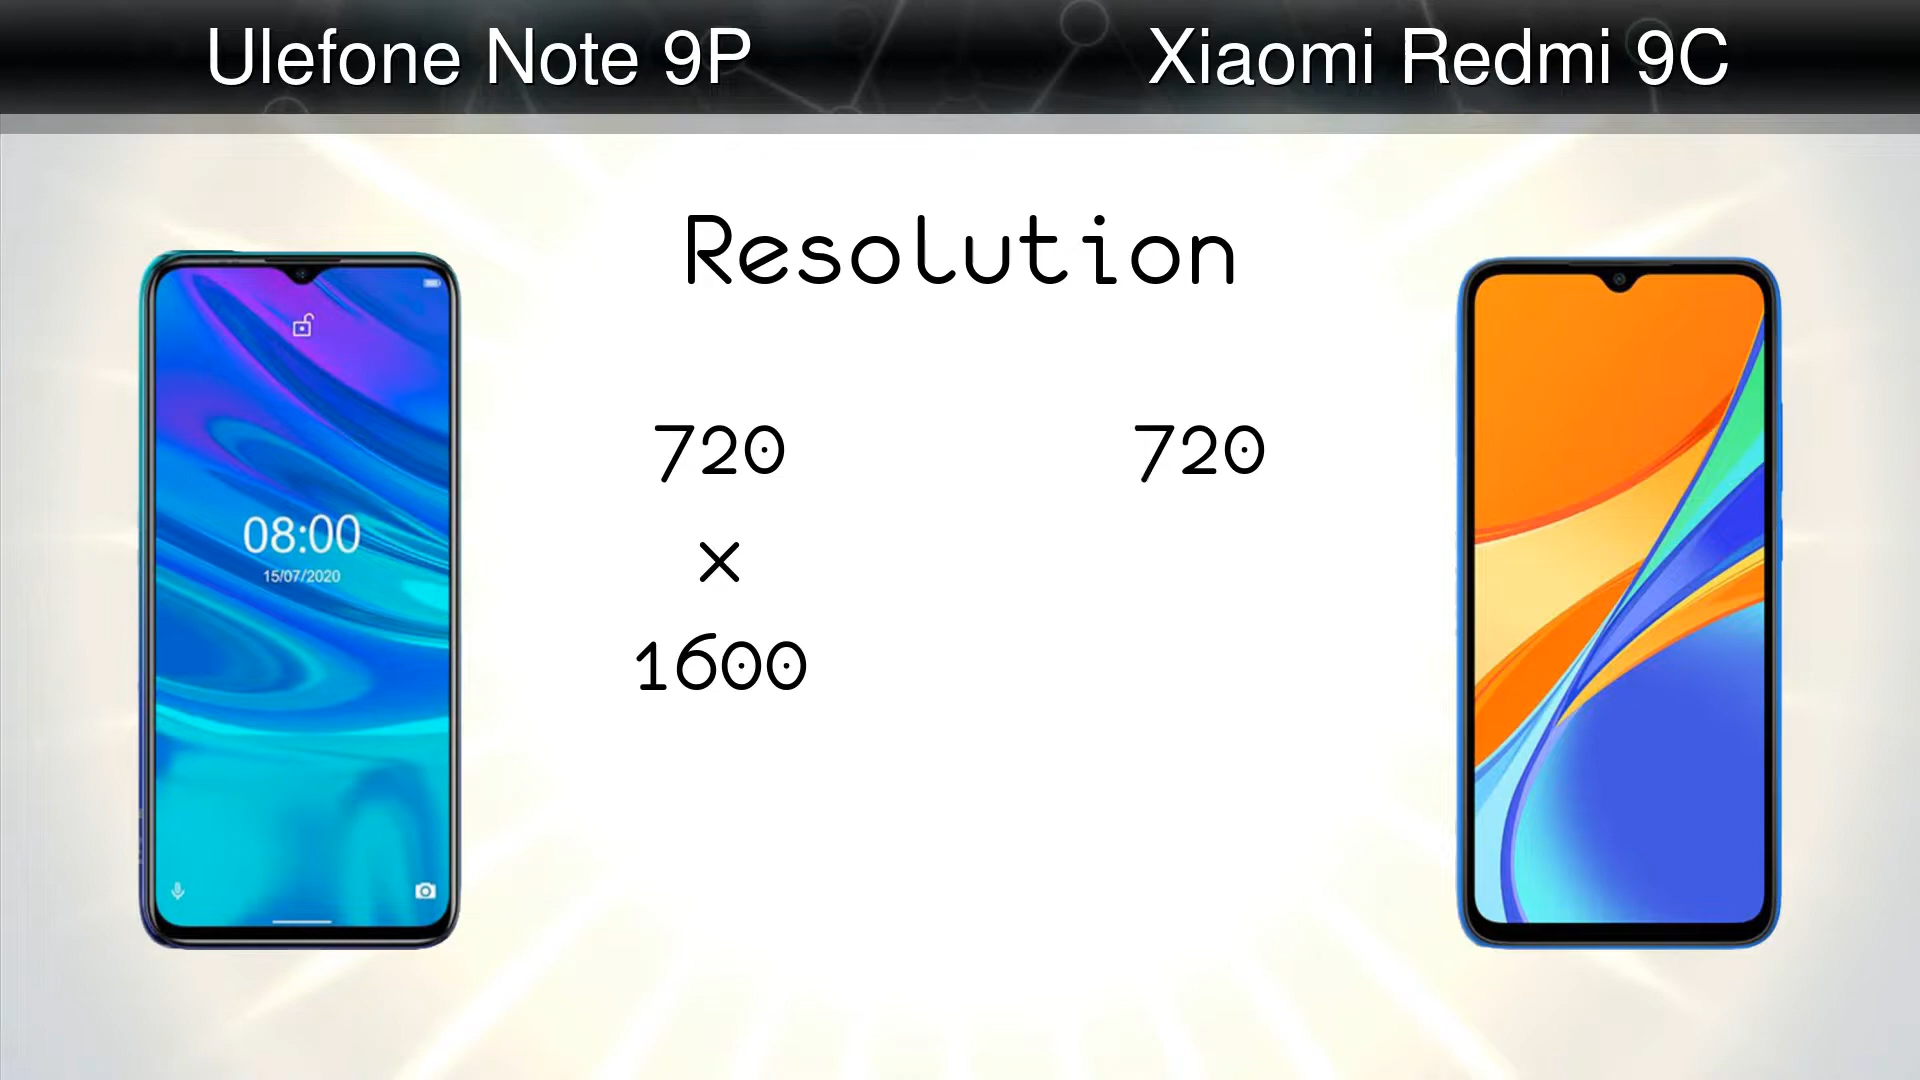 Ulefone Note 9P
Xiaomi Redmi 9C
Resolution
720
×
1600
720
08:00
15/07/2020